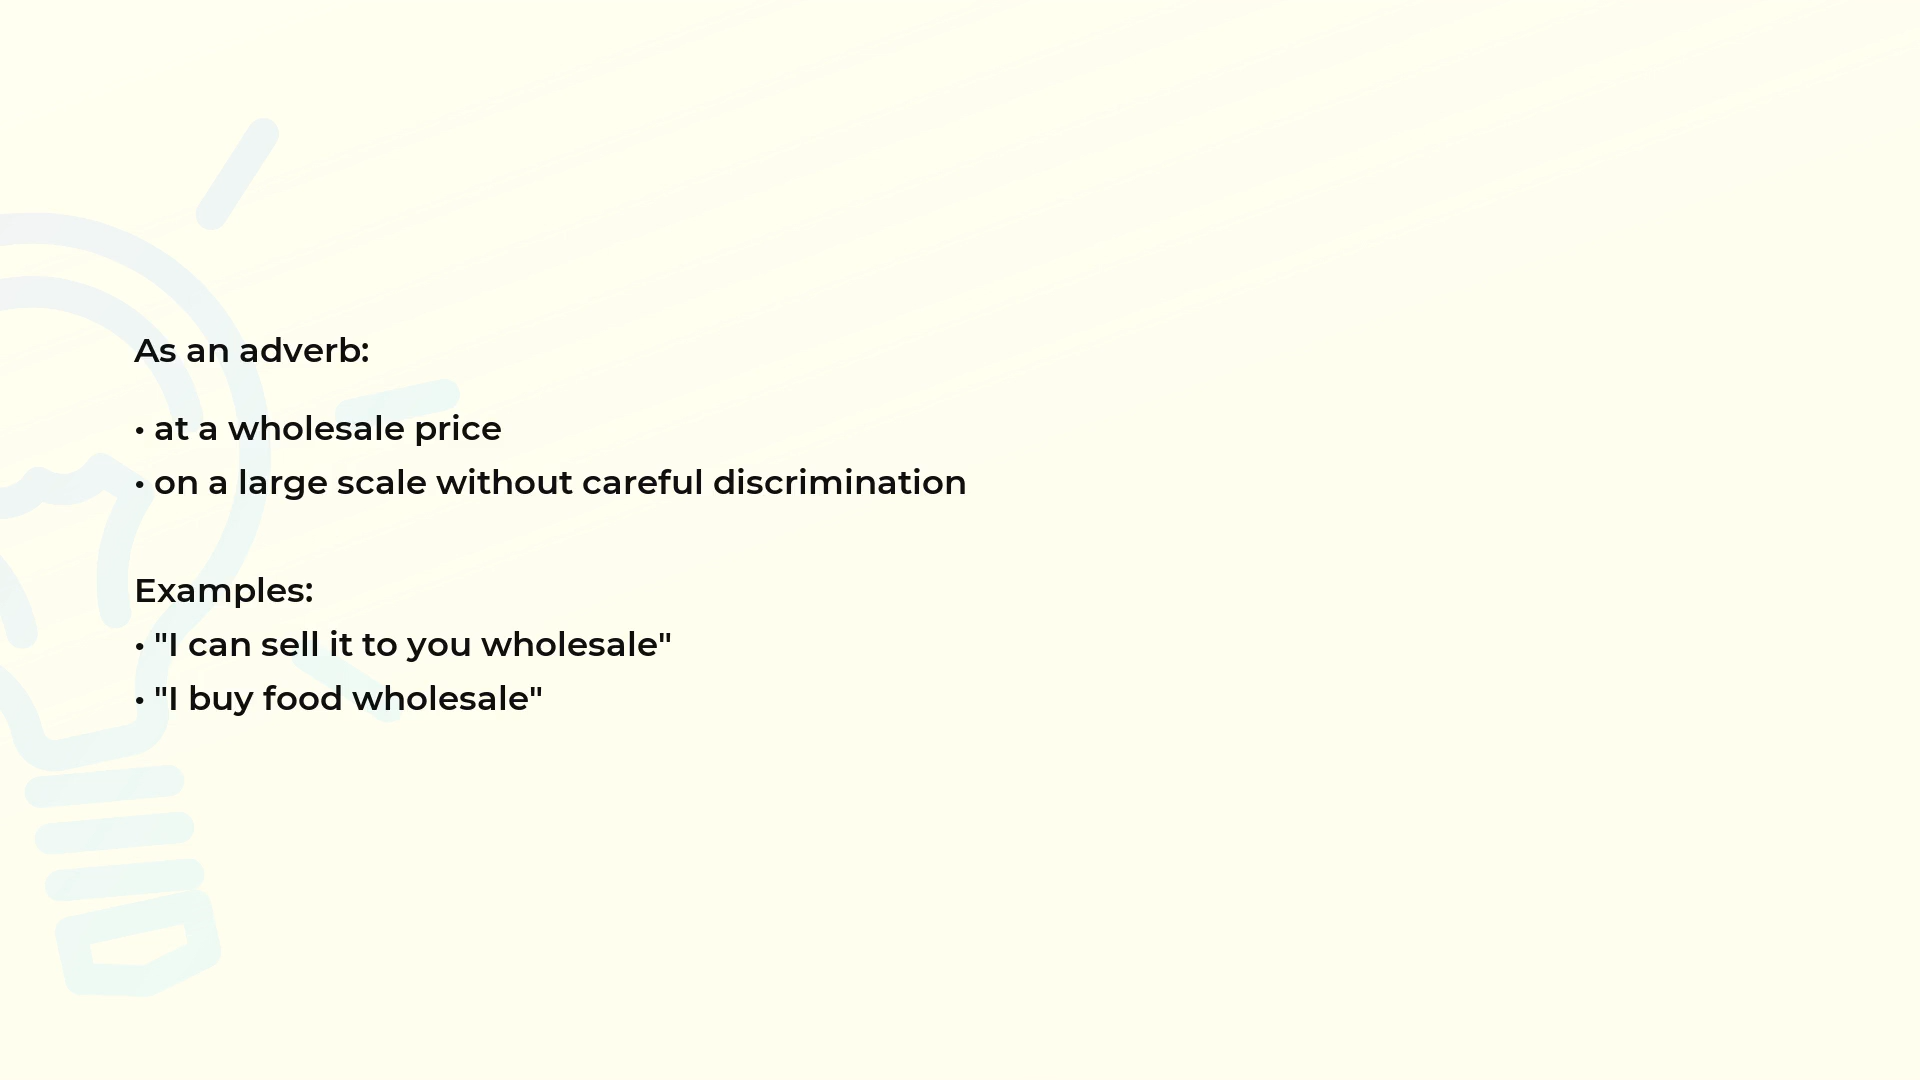 As an adverb:
• at a wholesale price
• on a large scale without careful discrimination
Examples:
• "I can sell it to you wholesale"
• "I buy food wholesale"